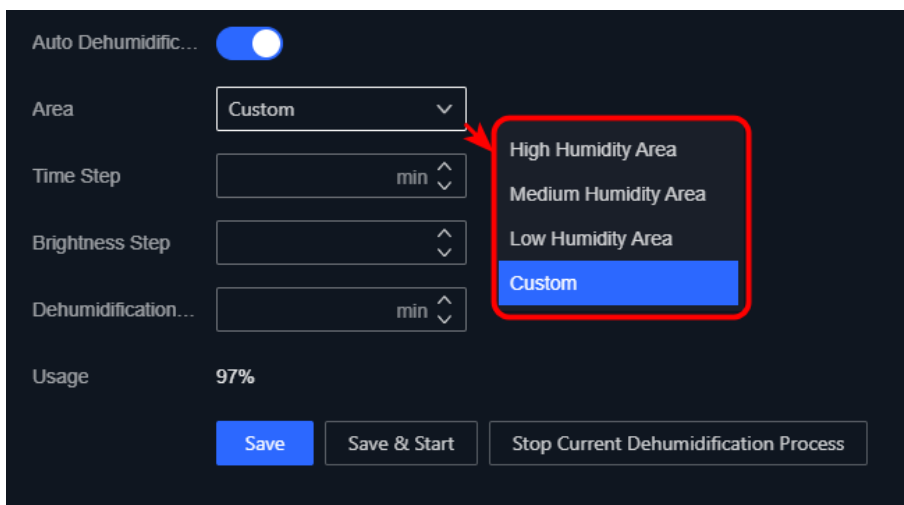 Auto Dehumidific...
Area
Custom
High Humidity Area
Medium Humidity Area
Low Humidity Area
Custom
Time Step
min
Brightness Step
Dehumidification...
min
Usage
97%
Save
Save & Start
Stop Current Dehumidification Process